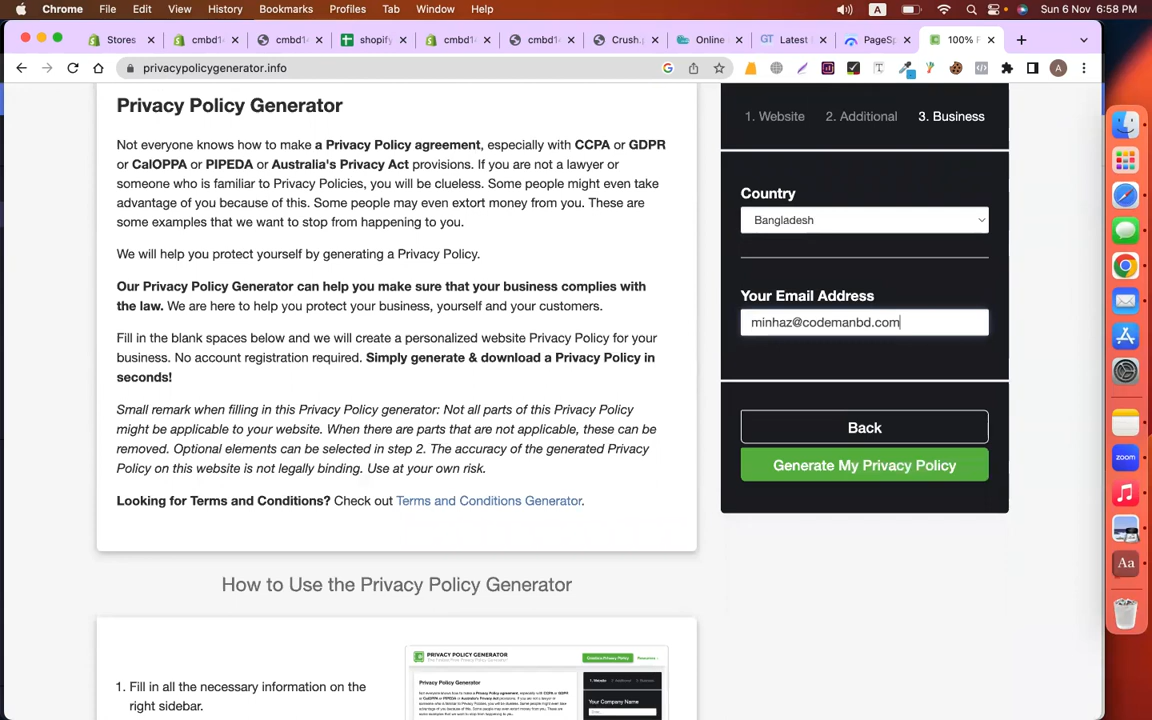 Chrome File Edit View History Bookmarks Profiles Tab Window Help A Sun 6 Nov 6:58 PM
Stores cmbd1 cmbd1 shopify cmbd1 cmbd1 Crush.p Online GT Latest PageSp 100% F
privacypolicygenerator.info
Privacy Policy Generator
Not everyone knows how to make a Privacy Policy agreement, especially with CCPA or GDPR
or CalOPPA or PIPEDA or Australia's Privacy Act provisions. If you are not a lawyer or
someone who is familiar to Privacy Policies, you will be clueless. Some people might even take
advantage of you because of this. Some people may even extort money from you. These are
some examples that we want to stop from happening to you.
We will help you protect yourself by generating a Privacy Policy.
Our Privacy Policy Generator can help you make sure that your business complies with
the law. We are here to help you protect your business, yourself and your customers.
Fill in the blank spaces below and we will create a personalized website Privacy Policy for your
business. No account registration required. Simply generate & download a Privacy Policy in
seconds!
Small remark when filling in this Privacy Policy generator: Not all parts of this Privacy Policy
might be applicable to your website. When there are parts that are not applicable, these can be
removed. Optional elements can be selected in step 2. The accuracy of the generated Privacy
Policy on this website is not legally binding. Use at your own risk.
Looking for Terms and Conditions? Check out Terms and Conditions Generator.
How to Use the Privacy Policy Generator
1. Fill in all the necessary information on the
right sidebar.
PRIVACY POLICY GENERATOR
Privacy Policy Generator
1. Website 2. Additional 3. Business
Country
Bangladesh
Your Email Address
minhaz@codemanbd.com
Back
Generate My Privacy Policy
Your Company Name
zoom
Aa